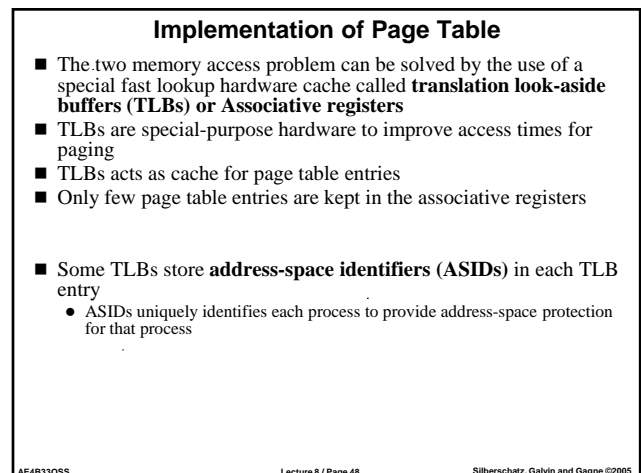 Implementation of Page Table
■ The two memory access problem can be solved by the use of a
special fast lookup hardware cache called translation look-aside
buffers (TLBs) or Associative registers
■ TLBs are special-purpose hardware to improve access times for
paging
■ TLBs acts as cache for page table entries
■ Only few page table entries are kept in the associative registers
■ Some TLBs store address-space identifiers (ASIDs) in each TLB
entry
● ASIDs uniquely identifies each process to provide address-space protection
for that process
AE4B33OSS Lecture 8 / Page 48 Silberschatz, Galvin and Gagne ©2005